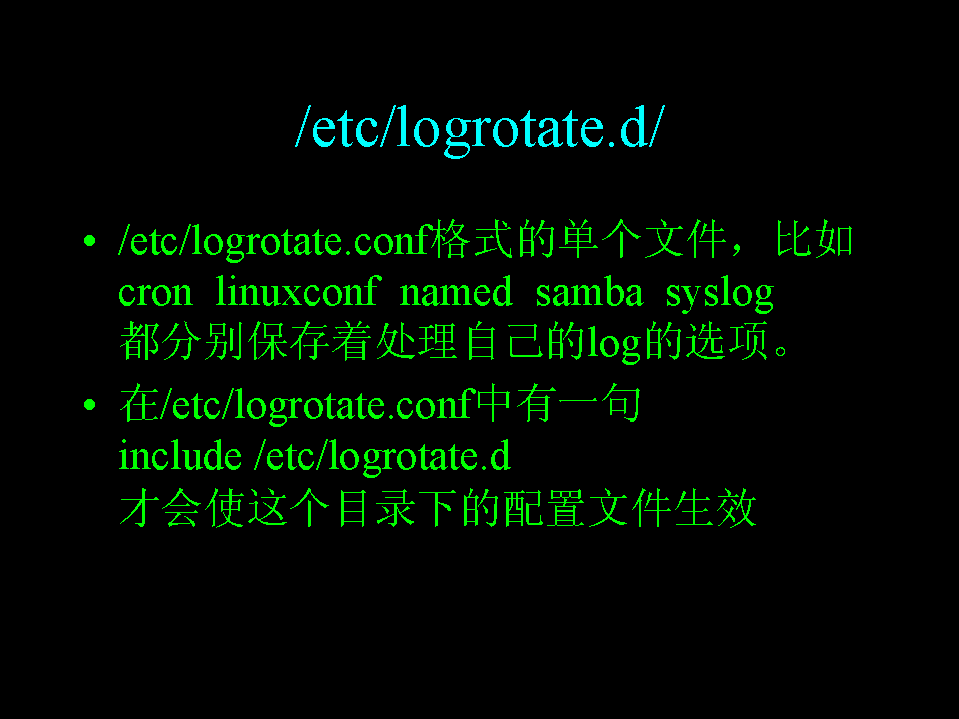 /etc/logrotate.d/
• /etc/logrotate.conf格式的单个文件，比如
cron linuxconf named samba syslog
都分别保存着处理自己的log的选项。
• 在/etc/logrotate.conf中有一句
include /etc/logrotate.d
才会使这个目录下的配置文件生效